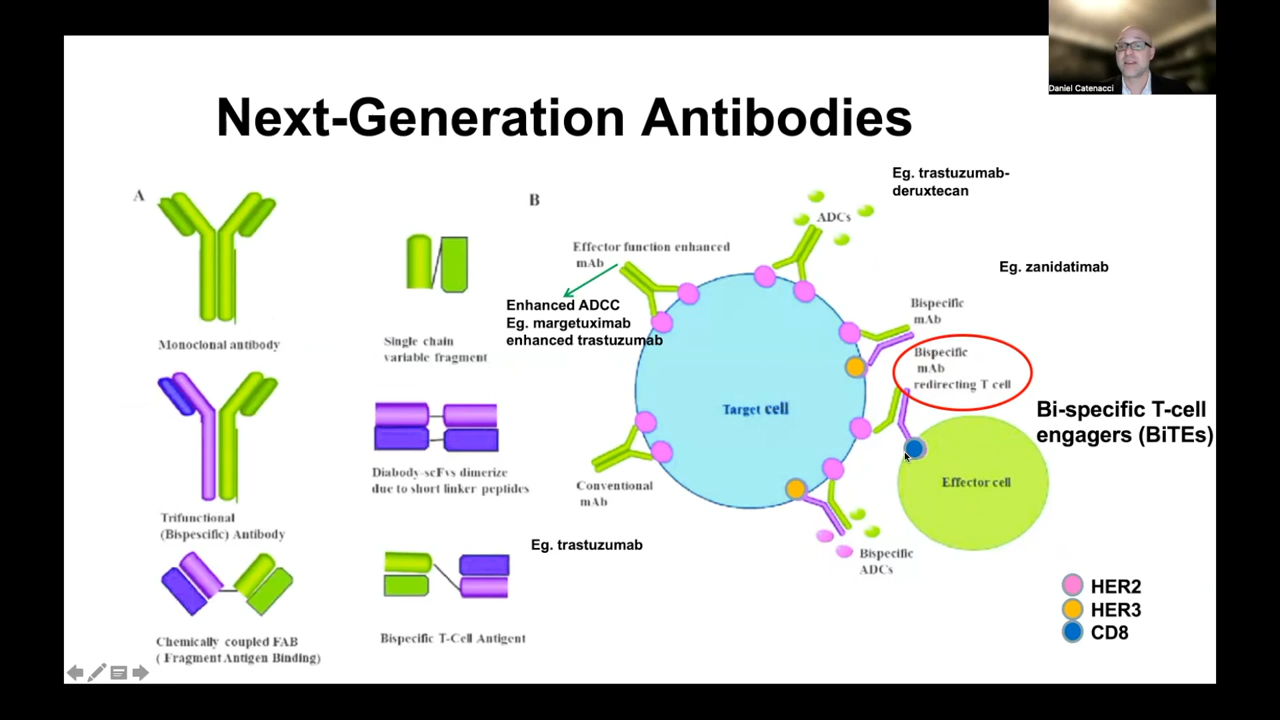 Daniel Catenacci
Next-Generation Antibodies
A
Monoclonal antibody
Single chain
variable fragment
Trifunctional
(Bispescific) Antibody
Diabody-scFvs dimerize
due to short linker peptides
Chemically coupled FAB
( Fragment Antigen Binding)
Bispecific T-Cell Antigent
B
Effector function enhanced
mAb
Enhanced ADCC
Eg. margetuximab
enhanced trastuzumab
ADCs
Eg. trastuzumab-
deruxtecan
Eg. zanidatimab
Bispecific
mAb
Bispecific
mAb
redirecting T cell
Bi-specific T-cell
engagers (BiTEs)
Target cell
Effector cell
Conventional
mAb
Eg. trastuzumab
Bispecific
ADCs
HER2
HER3
CD8